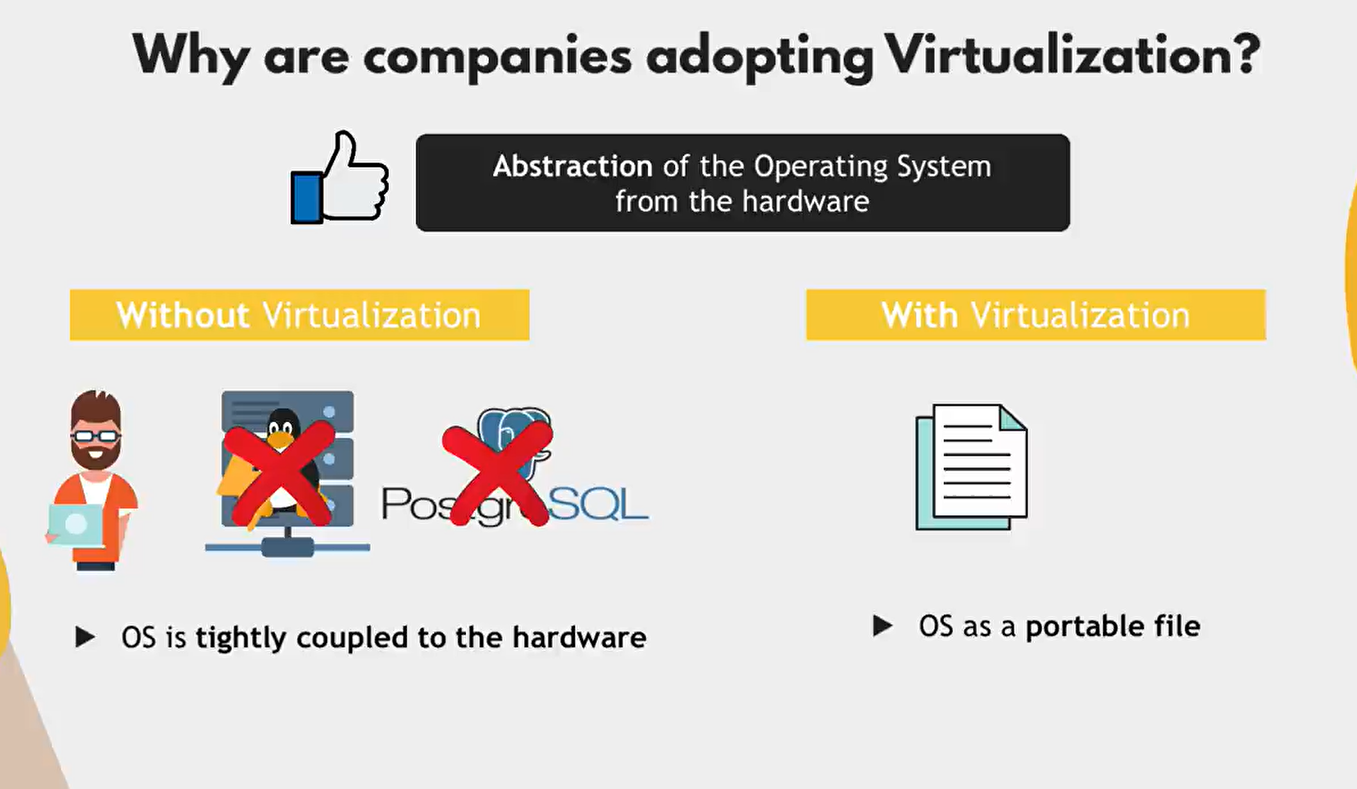 Why are companies adopting Virtualization?
Abstraction of the Operating System
from the hardware
Without Virtualization
With Virtualization
PostgreSQL
OS is tightly coupled to the hardware
OS as a portable file